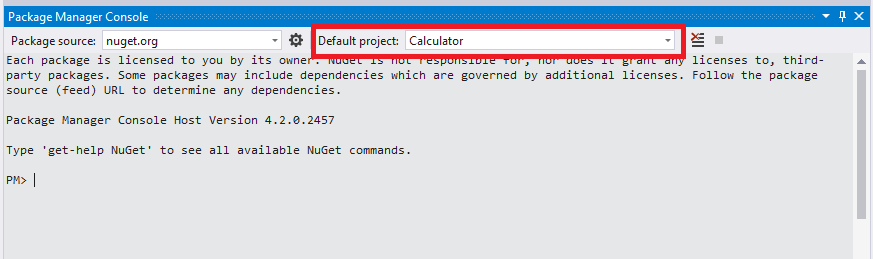 Package Manager Console
Package source: nuget.org Default project: Calculator
Each package is licensed to you by its owner. NuGet is not responsible for, nor does it grant any licenses to, third-
party packages. Some packages may include dependencies which are governed by additional licenses. Follow the package
source (feed) URL to determine any dependencies.
Package Manager Console Host Version 4.2.0.2457
Type 'get-help NuGet' to see all available NuGet commands.
PM>